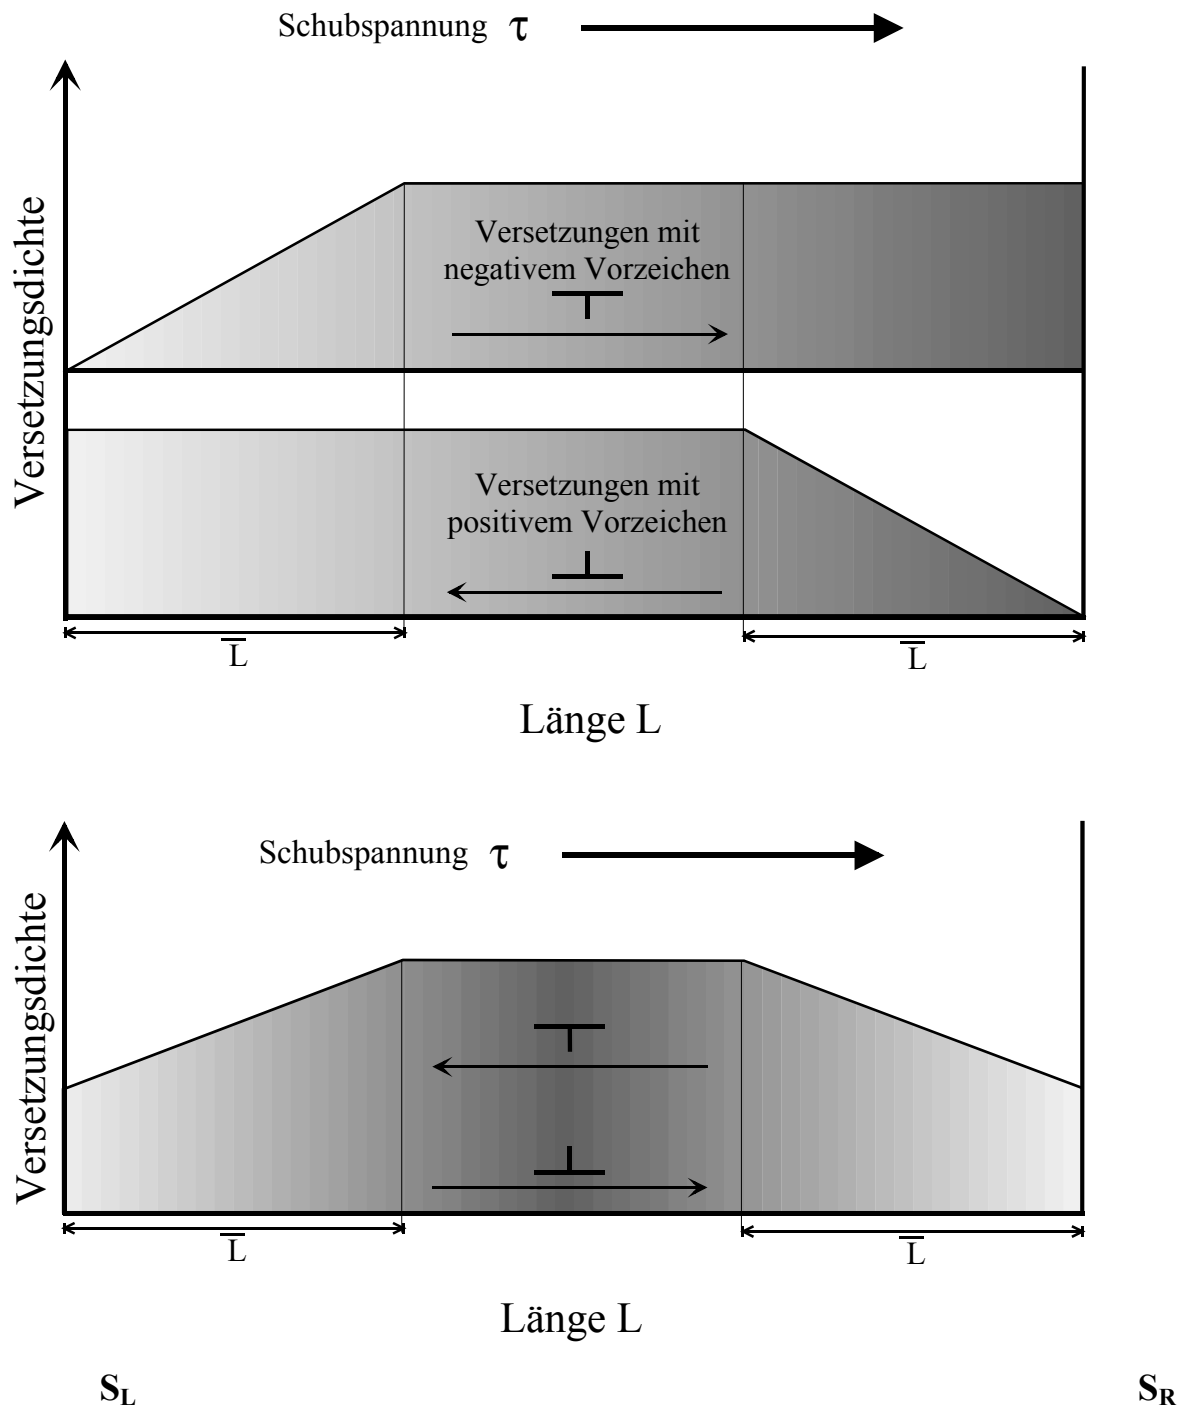 Schubspannung τ
Versetzungsdichte
Versetzungen mit
negativem Vorzeichen
Versetzungen mit
positivem Vorzeichen
L̅
L̅
Länge L
Schubspannung τ
Versetzungsdichte
L̅
L̅
Länge L
S_L S_R